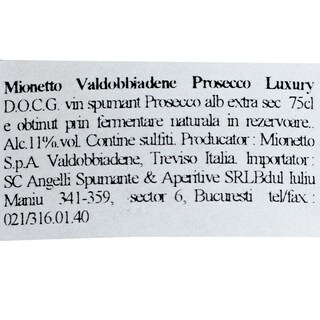 Mionetto Valdobbiadene Prosecco Luxury
D.O.C.G. vin spumant Prosecco alb extra sec 75cl
e obtinut prin fermentare naturala in rezervoare..
Alc.11%.vol. Contine sulfiti. Producator : Mionetto
S.p.A. Valdobbiadene, Treviso Italia. Importator :
SC Angelli Spumante & Aperitive SRLBdul Iuliu
Maniu 341-359, sector 6, Bucuresti tel/fax. :
021/316.01.40